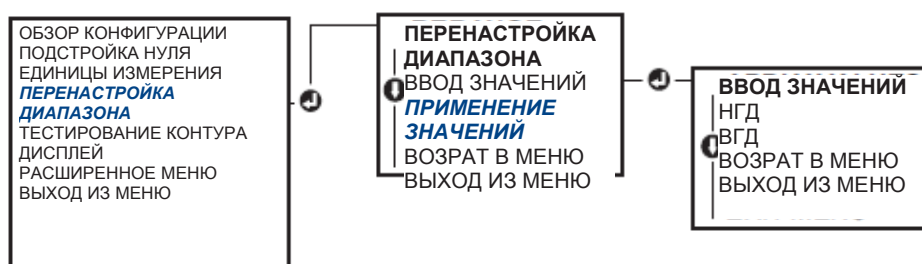 ОБЗОР КОНФИГУРАЦИИ
ПОДСТРОЙКА НУЛЯ
ЕДИНИЦЫ ИЗМЕРЕНИЯ
ПЕРЕНАСТРОЙКА
ДИАПАЗОНА
ТЕСТИРОВАНИЕ КОНТУРА
ДИСПЛЕЙ
РАСШИРЕННОЕ МЕНЮ
ВЫХОД ИЗ МЕНЮ
ПЕРЕНАСТРОЙКА
ДИАПАЗОНА
ВВОД ЗНАЧЕНИЙ
ПРИМЕНЕНИЕ
ЗНАЧЕНИЙ
ВОЗРАТ В МЕНЮ
ВЫХОД ИЗ МЕНЮ
ВВОД ЗНАЧЕНИЙ
НГД
ВГД
ВОЗРАТ В МЕНЮ
ВЫХОД ИЗ МЕНЮ